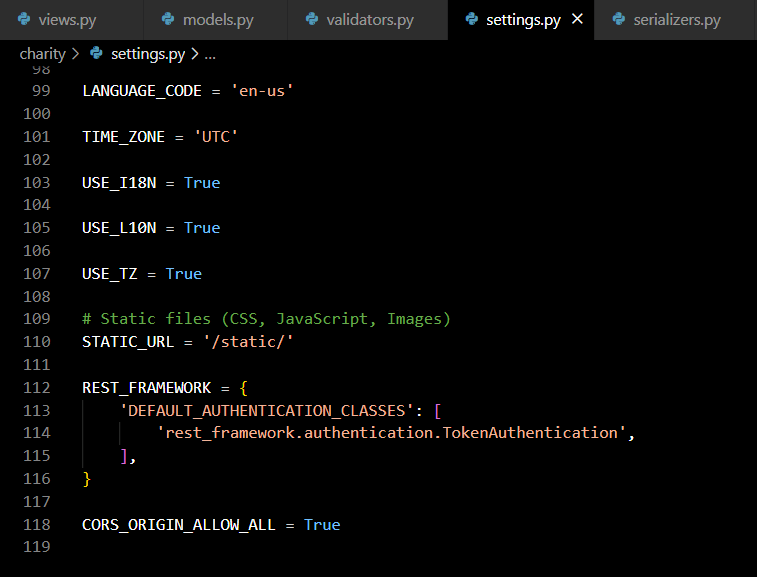 views.py models.py validators.py settings.py × serializers.py
charity > settings.py > ...
98
99 LANGUAGE_CODE = 'en-us'
100
101 TIME_ZONE = 'UTC'
102
103 USE_I18N = True
104
105 USE_L10N = True
106
107 USE_TZ = True
108
109 # Static files (CSS, JavaScript, Images)
110 STATIC_URL = '/static/'
111
112 REST_FRAMEWORK = {
113     'DEFAULT_AUTHENTICATION_CLASSES': [
114         'rest_framework.authentication.TokenAuthentication',
115     ],
116 }
117
118 CORS_ORIGIN_ALLOW_ALL = True
119